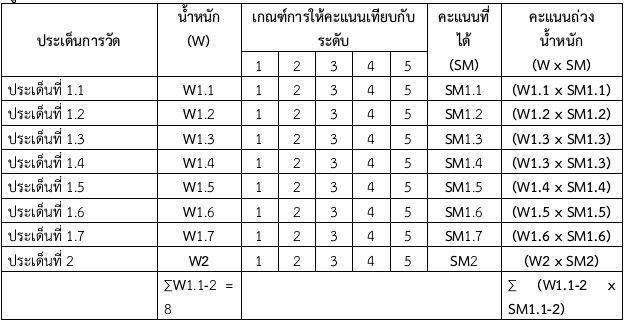 ประเด็นการวัด น้ำหนัก (W) เกณฑ์การให้คะแนนเทียบกับระดับ คะแนนที่ได้ (SM) คะแนนถ่วงน้ำหนัก (W x SM)
1 2 3 4 5
ประเด็นที่ 1.1 W1.1 1 2 3 4 5 SM1.1 (W1.1 x SM1.1)
ประเด็นที่ 1.2 W1.2 1 2 3 4 5 SM1.2 (W1.2 x SM1.2)
ประเด็นที่ 1.3 W1.3 1 2 3 4 5 SM1.3 (W1.3 x SM1.3)
ประเด็นที่ 1.4 W1.4 1 2 3 4 5 SM1.4 (W1.3 x SM1.3)
ประเด็นที่ 1.5 W1.5 1 2 3 4 5 SM1.5 (W1.4 x SM1.4)
ประเด็นที่ 1.6 W1.6 1 2 3 4 5 SM1.6 (W1.5 x SM1.5)
ประเด็นที่ 1.7 W1.7 1 2 3 4 5 SM1.7 (W1.6 x SM1.6)
ประเด็นที่ 2 W2 1 2 3 4 5 SM2 (W2 x SM2)
∑W1.1-2 = 8 ∑ (W1.1-2 x SM1.1-2)